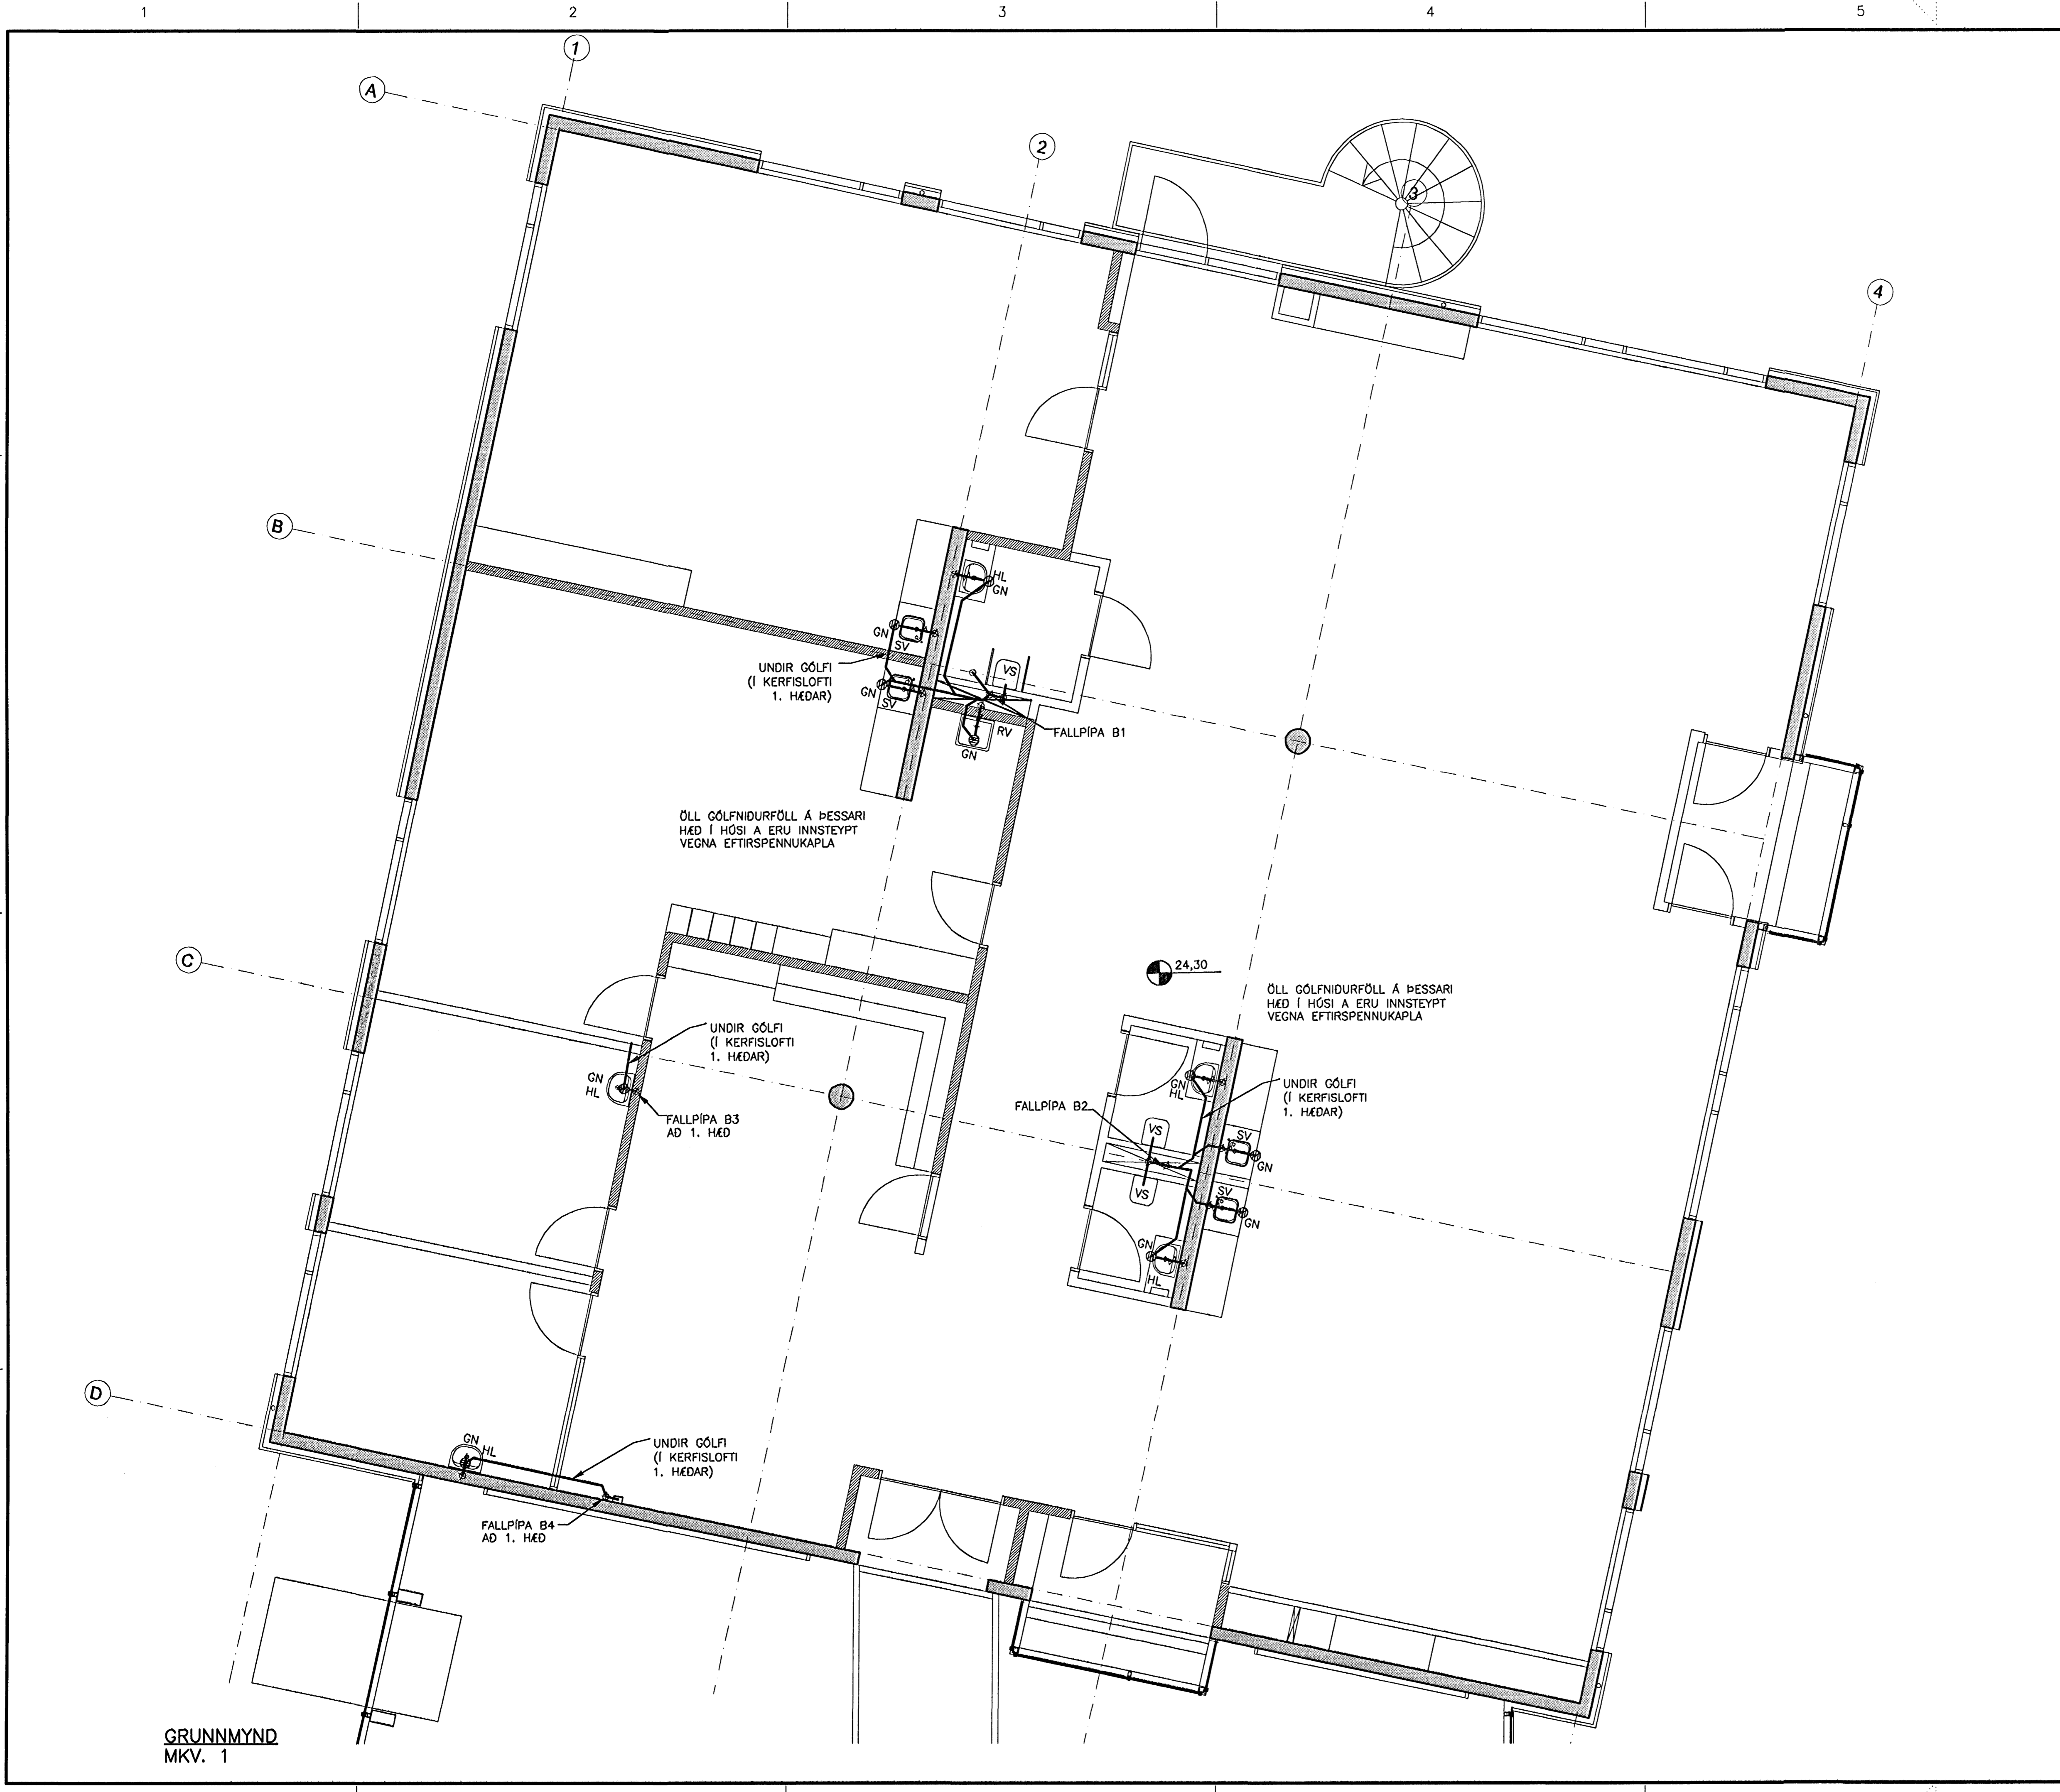 1
2
3
4
5
1
A
2
3
4
B
HL
GN
GN
SV
UNDIR GÓLFI
(Í KERFISLOFTI
1. HÆÐAR)
VS
GN
SV
RV
FALLPÍPA B1
GN
ÖLL GÓLFNIÐURFÖLL Á ÞESSARI
HÆÐ Í HÚSI A ERU INNSTEYPT
VEGNA EFTIRSPENNUKAPLA
C
24,30
ÖLL GÓLFNIÐURFÖLL Á ÞESSARI
HÆÐ Í HÚSI A ERU INNSTEYPT
VEGNA EFTIRSPENNUKAPLA
UNDIR GÓLFI
(Í KERFISLOFTI
1. HÆÐAR)
GN
HL
FALLPÍPA B3
AÐ 1. HÆÐ
GN
HL
UNDIR GÓLFI
(Í KERFISLOFTI
1. HÆÐAR)
FALLPÍPA B2
VS
SV
GN
VS
SV
GN
GN
HL
D
GN
HL
UNDIR GÓLFI
(Í KERFISLOFTI
1. HÆÐAR)
FALLPÍPA B4
AÐ 1. HÆÐ
GRUNNMYND
MKV. 1